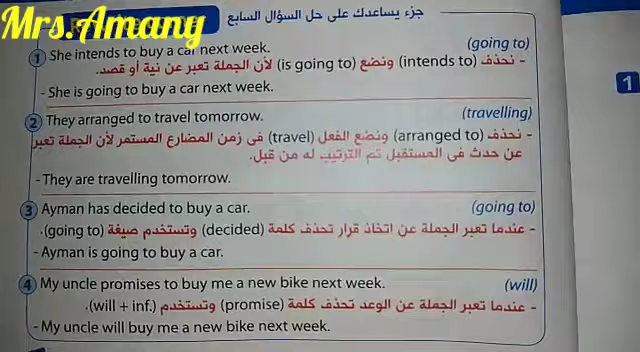 Mrs.Amany
جزء يساعدك على حل السؤال السابع
1 She intends to buy a car next week. (going to)
- نحذف (intends to) ونضع (is going to) لأن الجملة تعبر عن نية أو قصد.
- She is going to buy a car next week.
1
2 They arranged to travel tomorrow. (travelling)
- نحذف (arranged to) ونضع الفعل (travel) فى زمن المضارع المستمر لأن الجملة تعبر
عن حدث فى المستقبل تم الترتيب له من قبل.
- They are travelling tomorrow.
3 Ayman has decided to buy a car. (going to)
- عندما تعبر الجملة عن اتخاذ قرار تحذف كلمة (decided) وتستخدم صيغة (going to).
- Ayman is going to buy a car.
4 My uncle promises to buy me a new bike next week. (will)
- عندما تعبر الجملة عن الوعد تحذف كلمة (promise) وتستخدم (will + inf.).
- My uncle will buy me a new bike next week.